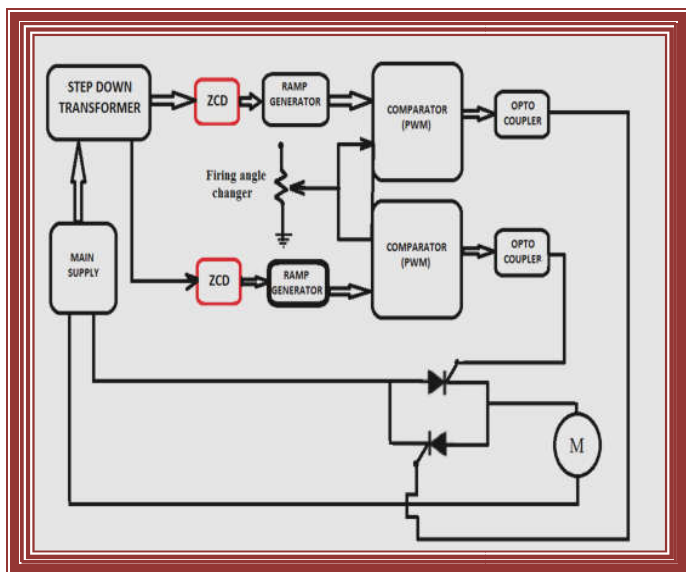 STEP DOWN
TRANSFORMER
ZCD
RAMP
GENERATOR
COMPARATOR
(PWM)
OPTO
COUPLER
Firing angle
changer
MAIN
SUPPLY
ZCD
RAMP
GENERATOR
COMPARATOR
(PWM)
OPTO
COUPLER
M